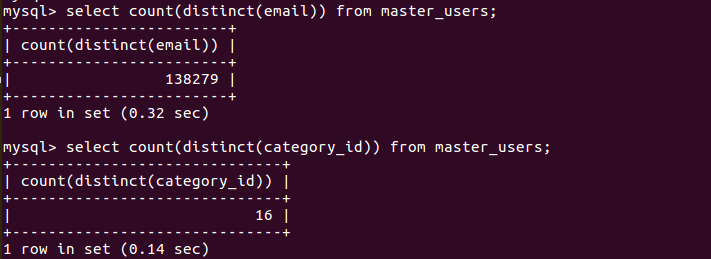 mysql> select count(distinct(email)) from master_users;
+------------------------+
| count(distinct(email)) |
+------------------------+
|                 138279 |
+------------------------+
1 row in set (0.32 sec)

mysql> select count(distinct(category_id)) from master_users;
+------------------------------+
| count(distinct(category_id)) |
+------------------------------+
|                           16 |
+------------------------------+
1 row in set (0.14 sec)